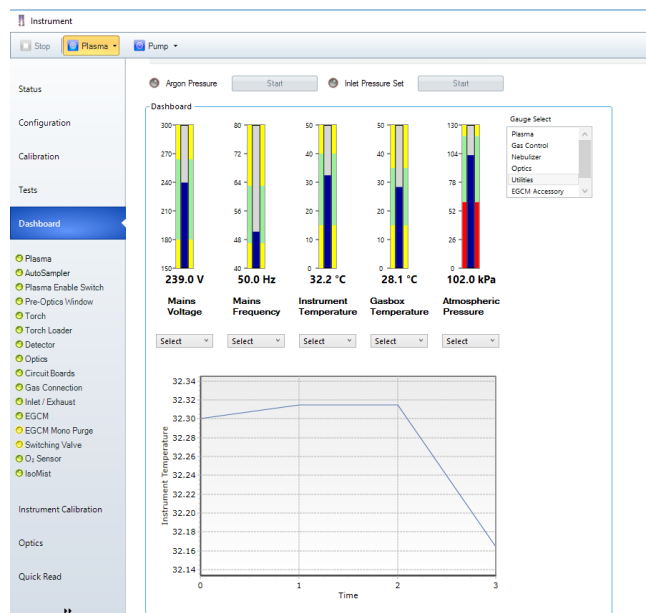 Instrument
Stop Plasma Pump
Status
Configuration
Calibration
Tests
Dashboard
Plasma
AutoSampler
Plasma Enable Switch
Pre-Optics Window
Torch
Torch Loader
Detector
Optics
Circuit Boards
Gas Connection
Inlet / Exhaust
EGCM
EGCM Mono Purge
Switching Valve
O₂ Sensor
IsoMist
Instrument Calibration
Optics
Quick Read
Argon Pressure Start Inlet Pressure Set Start
Dashboard
300 80 50 50 130
270 72 40 40 104
240 64 30 30 78
210 56 20 20 52
180 48 10 10 26
150 40 0 0 0
239.0 V 50.0 Hz 32.2 °C 28.1 °C 102.0 kPa
Mains Voltage
Mains Frequency
Instrument Temperature
Gasbox Temperature
Atmospheric Pressure
Select Select Select Select Select
Gauge Select
Plasma
Gas Control
Nebulizer
Optics
Utilities
EGCM Accessory
32.34
32.32
32.30
32.28
32.26
32.24
32.22
32.20
32.18
32.16
32.14
Instrument Temperature
0 1 2 3
Time